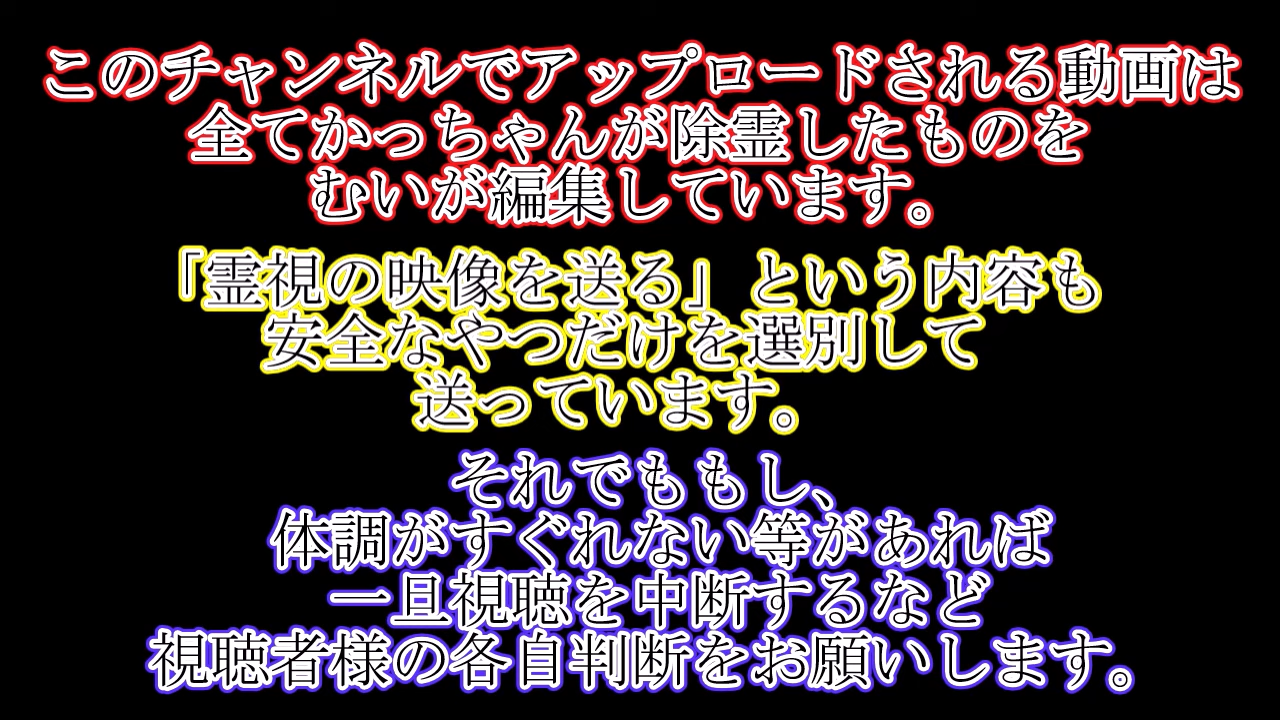 このチャンネルでアップロードされる動画は
全てかっちゃんが除霊したものを
むいが編集しています。
「霊視の映像を送る」という内容も
安全なやつだけを選別して
送っています。
それでももし、
体調がすぐれない等があれば
一旦視聴を中断するなど
視聴者様の各自判断をお願いします。